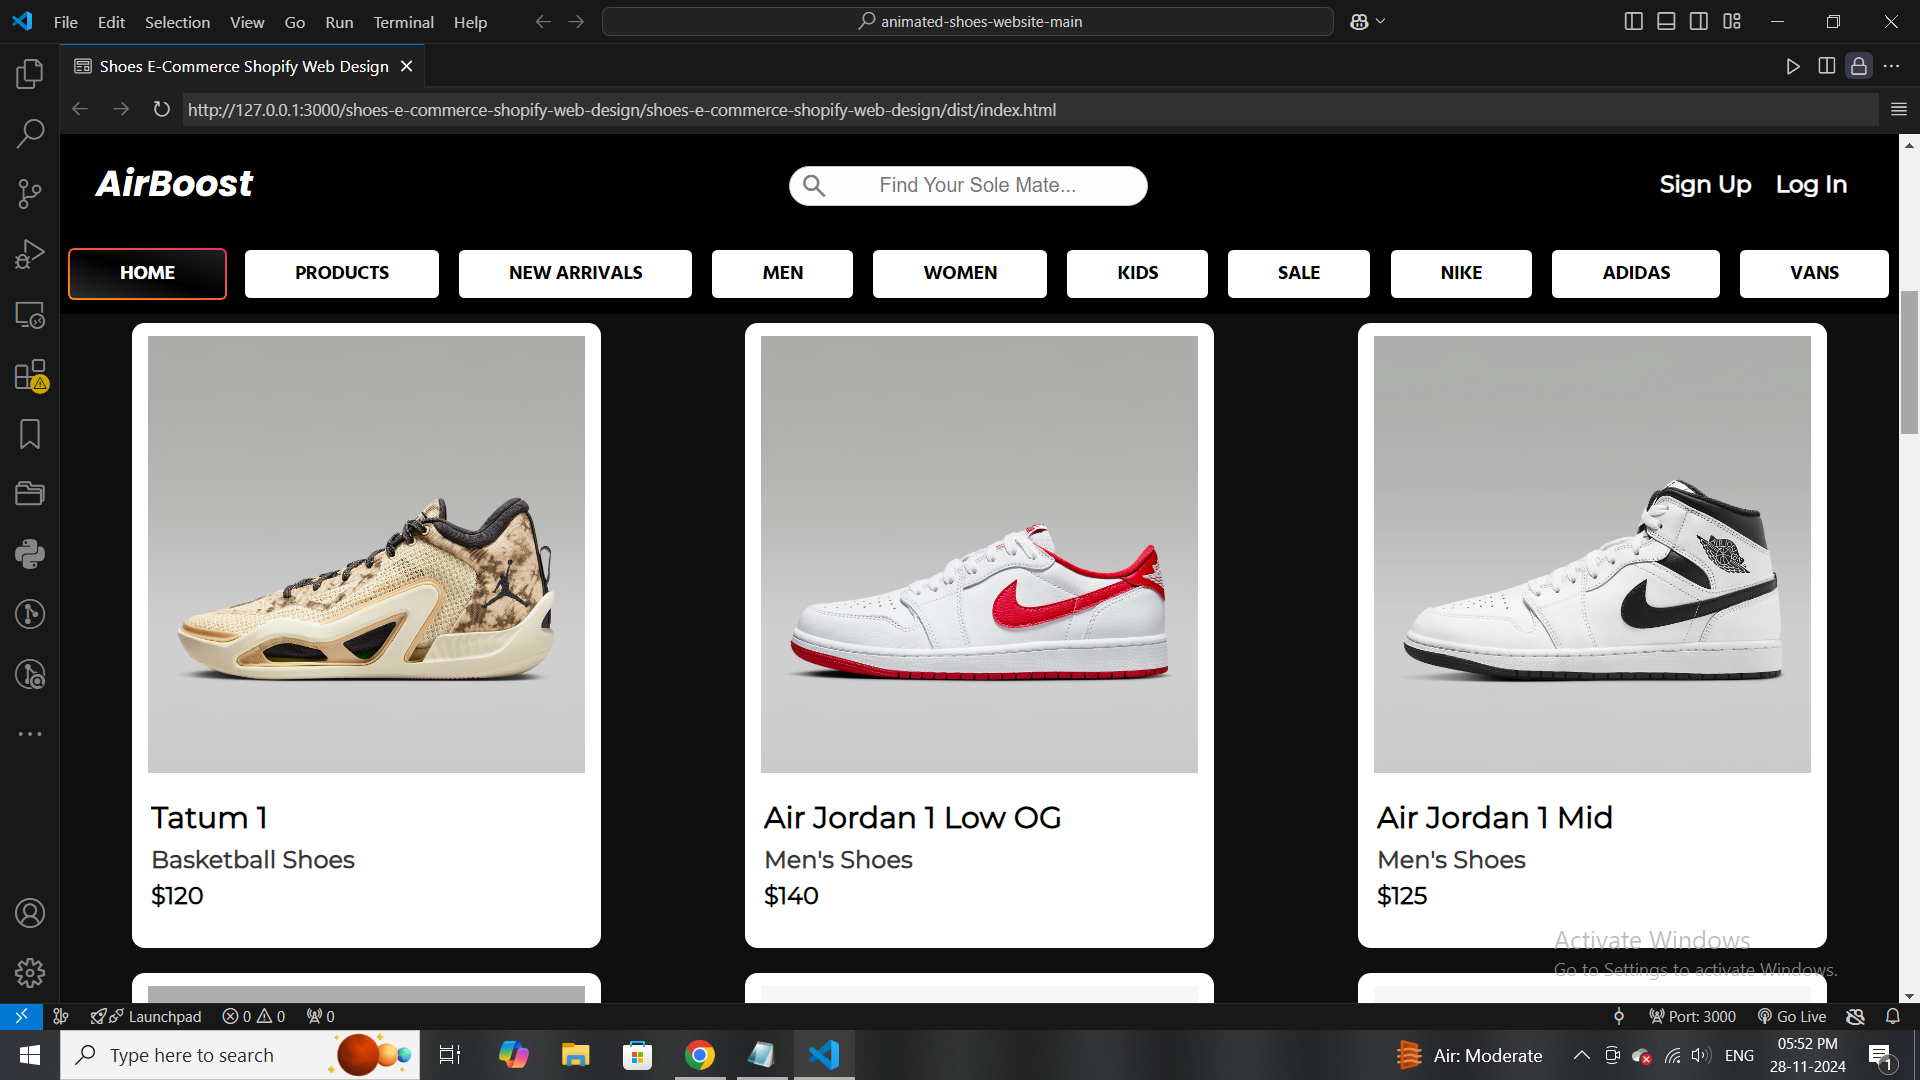 File Edit Selection View Go Run Terminal Help
animated-shoes-website-main
Shoes E-Commerce Shopify Web Design
http://127.0.0.1:3000/shoes-e-commerce-shopify-web-design/shoes-e-commerce-shopify-web-design/dist/index.html
AirBoost
Find Your Sole Mate...
Sign Up Log In
HOME PRODUCTS NEW ARRIVALS MEN WOMEN KIDS SALE NIKE ADIDAS VANS
Tatum 1
Basketball Shoes
$120
Air Jordan 1 Low OG
Men's Shoes
$140
Air Jordan 1 Mid
Men's Shoes
$125
Activate Windows
Go to Settings to activate Windows.
Launchpad 0 0 0 Port: 3000 Go Live
Type here to search
Air: Moderate ENG
05:52 PM
28-11-2024
1